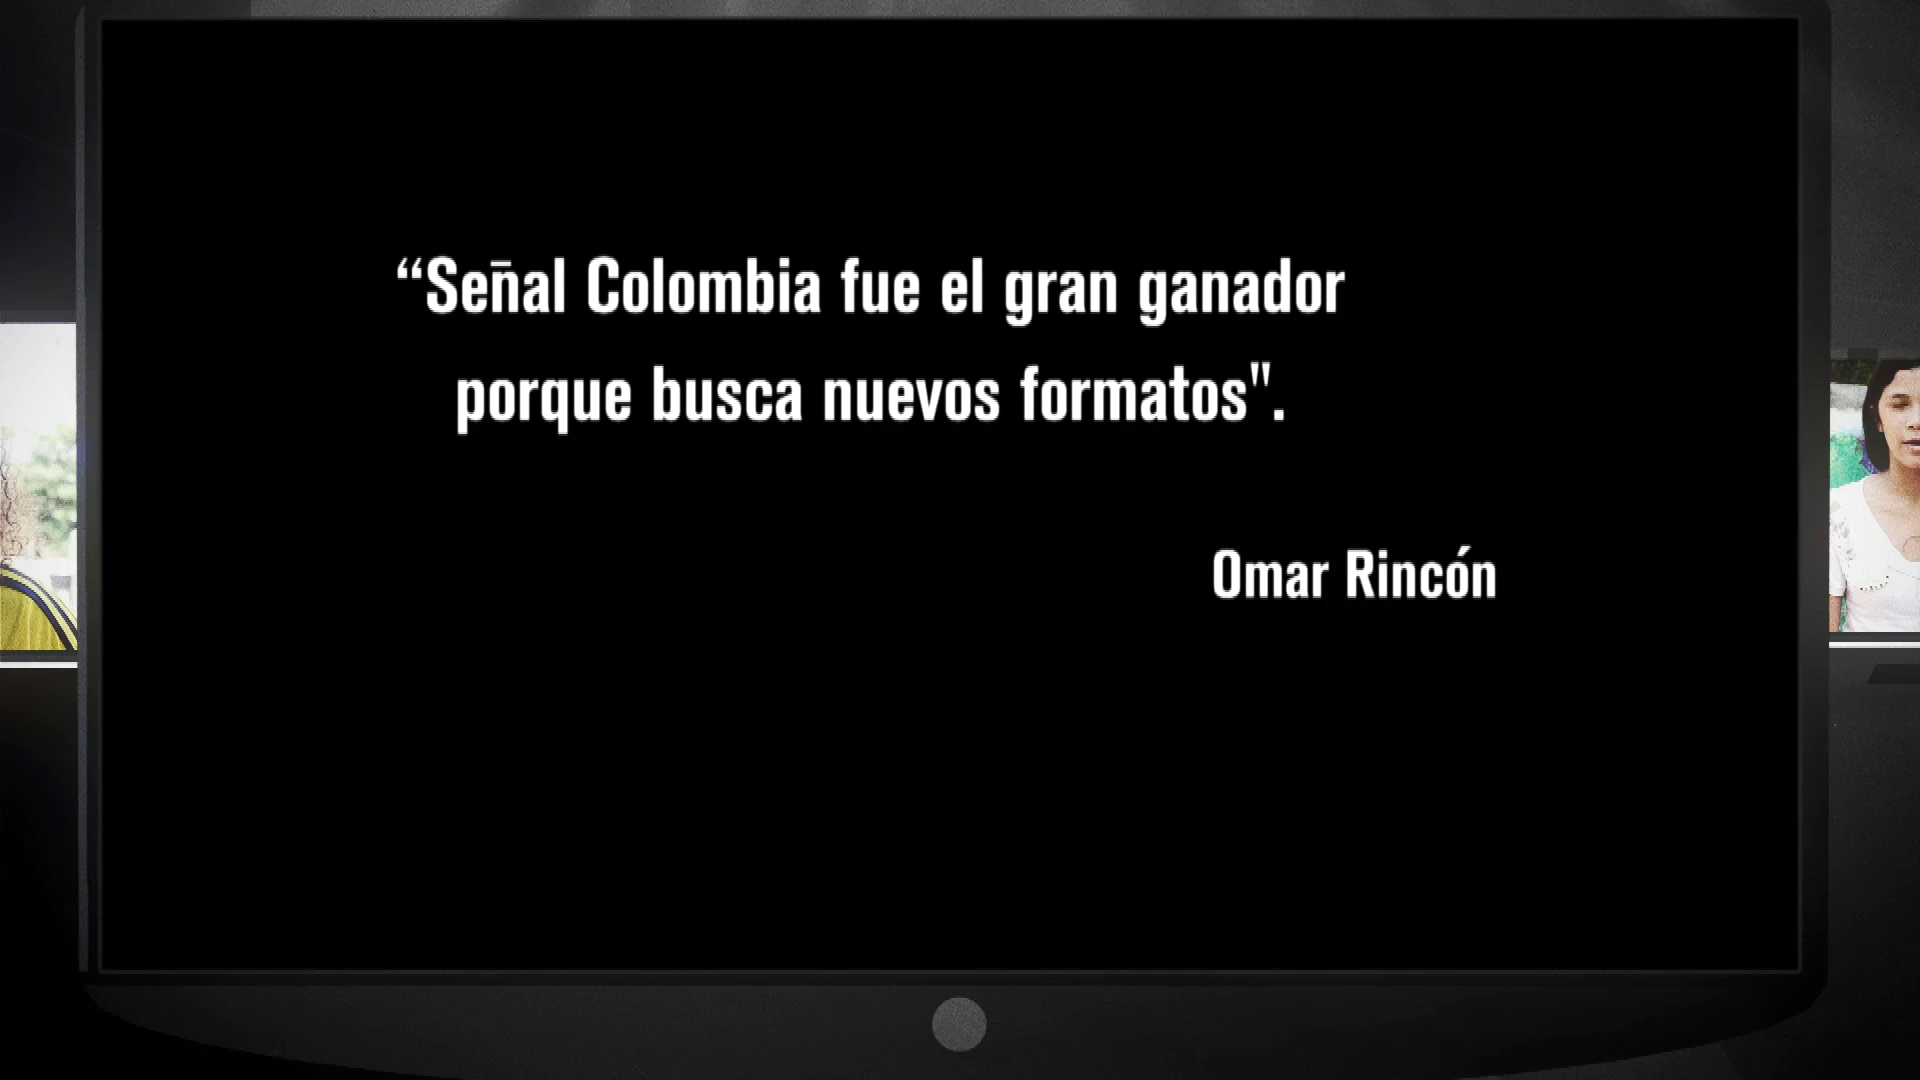 “Señal Colombia fue el gran ganador
porque busca nuevos formatos".
Omar Rincón